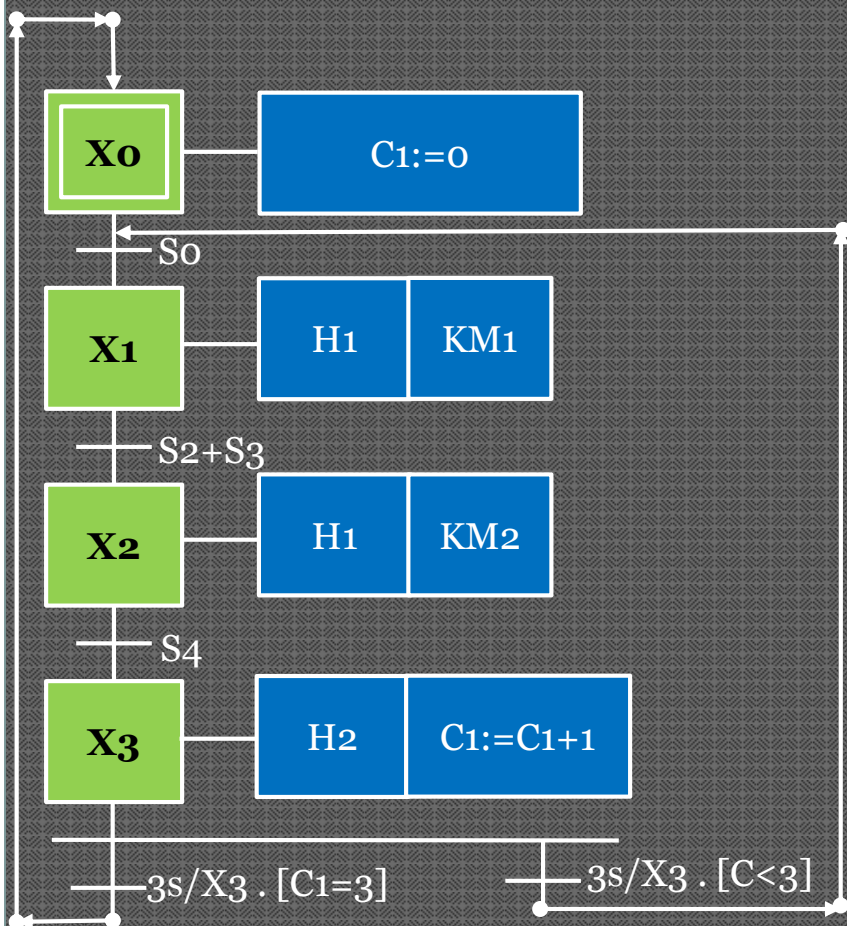 X0
C1:=0
S0
X1
H1
KM1
S2+S3
X2
H1
KM2
S4
X3
H2
C1:=C1+1
3s/X3 . [C1=3]
3s/X3 . [C<3]